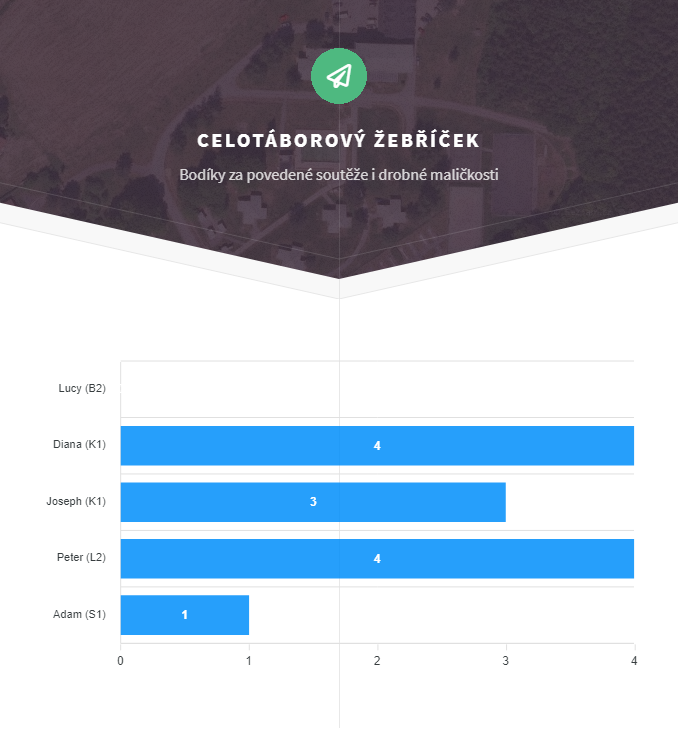 CELOTÁBOROVÝ ŽEBŘÍČEK
Bodíky za povedené soutěže i drobné maličkosti
Lucy (B2)
Diana (K1) 4
Joseph (K1) 3
Peter (L2) 4
Adam (S1) 1
0 1 2 3 4